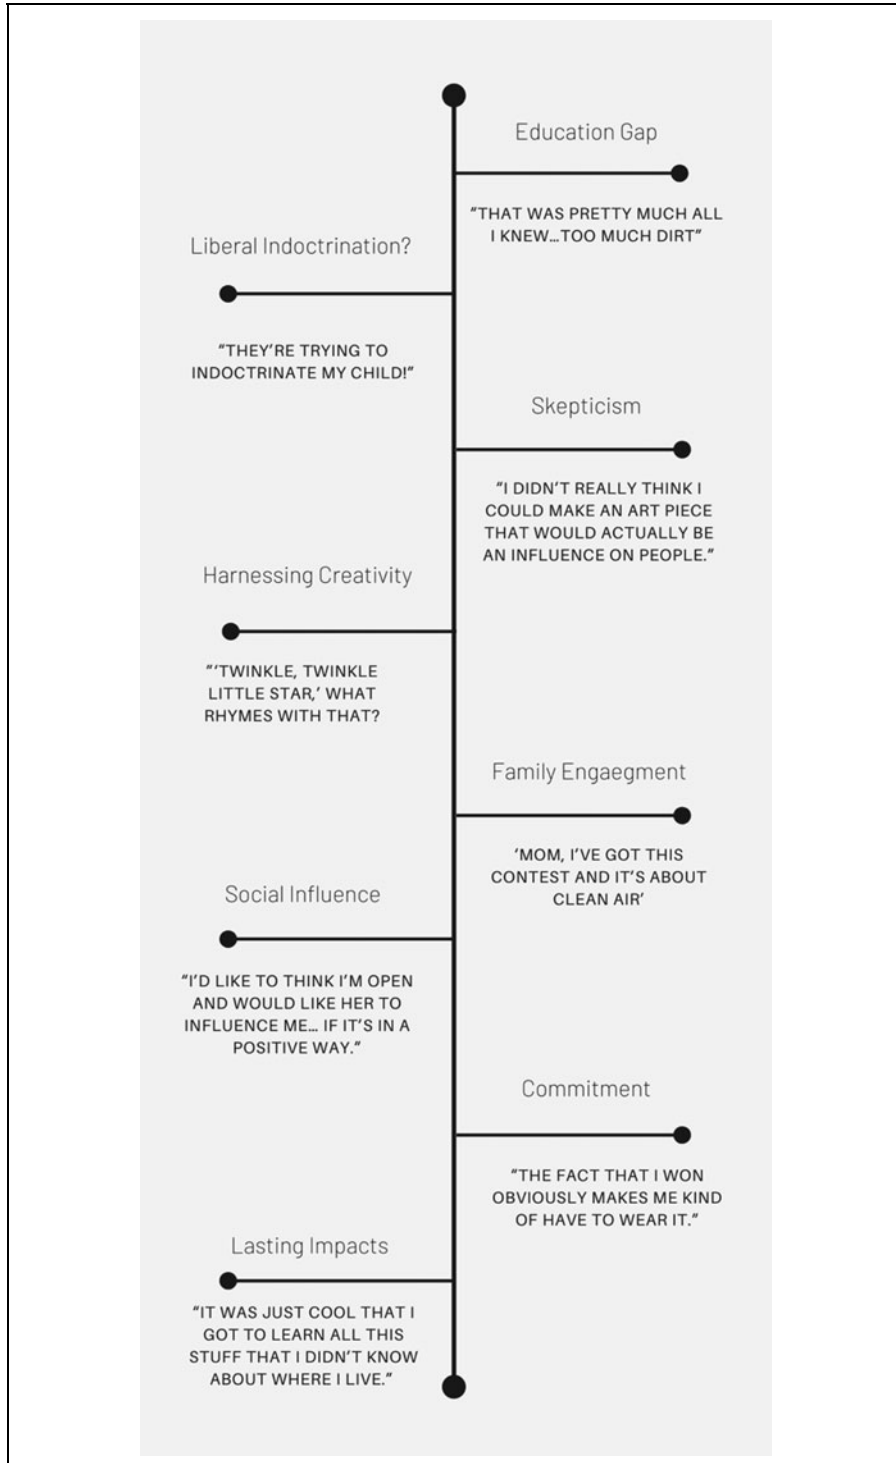 Education Gap
"THAT WAS PRETTY MUCH ALL
I KNEW...TOO MUCH DIRT"
Liberal Indoctrination?
"THEY'RE TRYING TO
INDOCTRINATE MY CHILD!"
Skepticism
"I DIDN'T REALLY THINK I
COULD MAKE AN ART PIECE
THAT WOULD ACTUALLY BE
AN INFLUENCE ON PEOPLE."
Harnessing Creativity
"'TWINKLE, TWINKLE
LITTLE STAR,' WHAT
RHYMES WITH THAT?
Family Engaegment
'MOM, I'VE GOT THIS
CONTEST AND IT'S ABOUT
CLEAN AIR'
Social Influence
"I'D LIKE TO THINK I'M OPEN
AND WOULD LIKE HER TO
INFLUENCE ME... IF IT'S IN A
POSITIVE WAY."
Commitment
"THE FACT THAT I WON
OBVIOUSLY MAKES ME KIND
OF HAVE TO WEAR IT."
Lasting Impacts
"IT WAS JUST COOL THAT I
GOT TO LEARN ALL THIS
STUFF THAT I DIDN'T KNOW
ABOUT WHERE I LIVE."